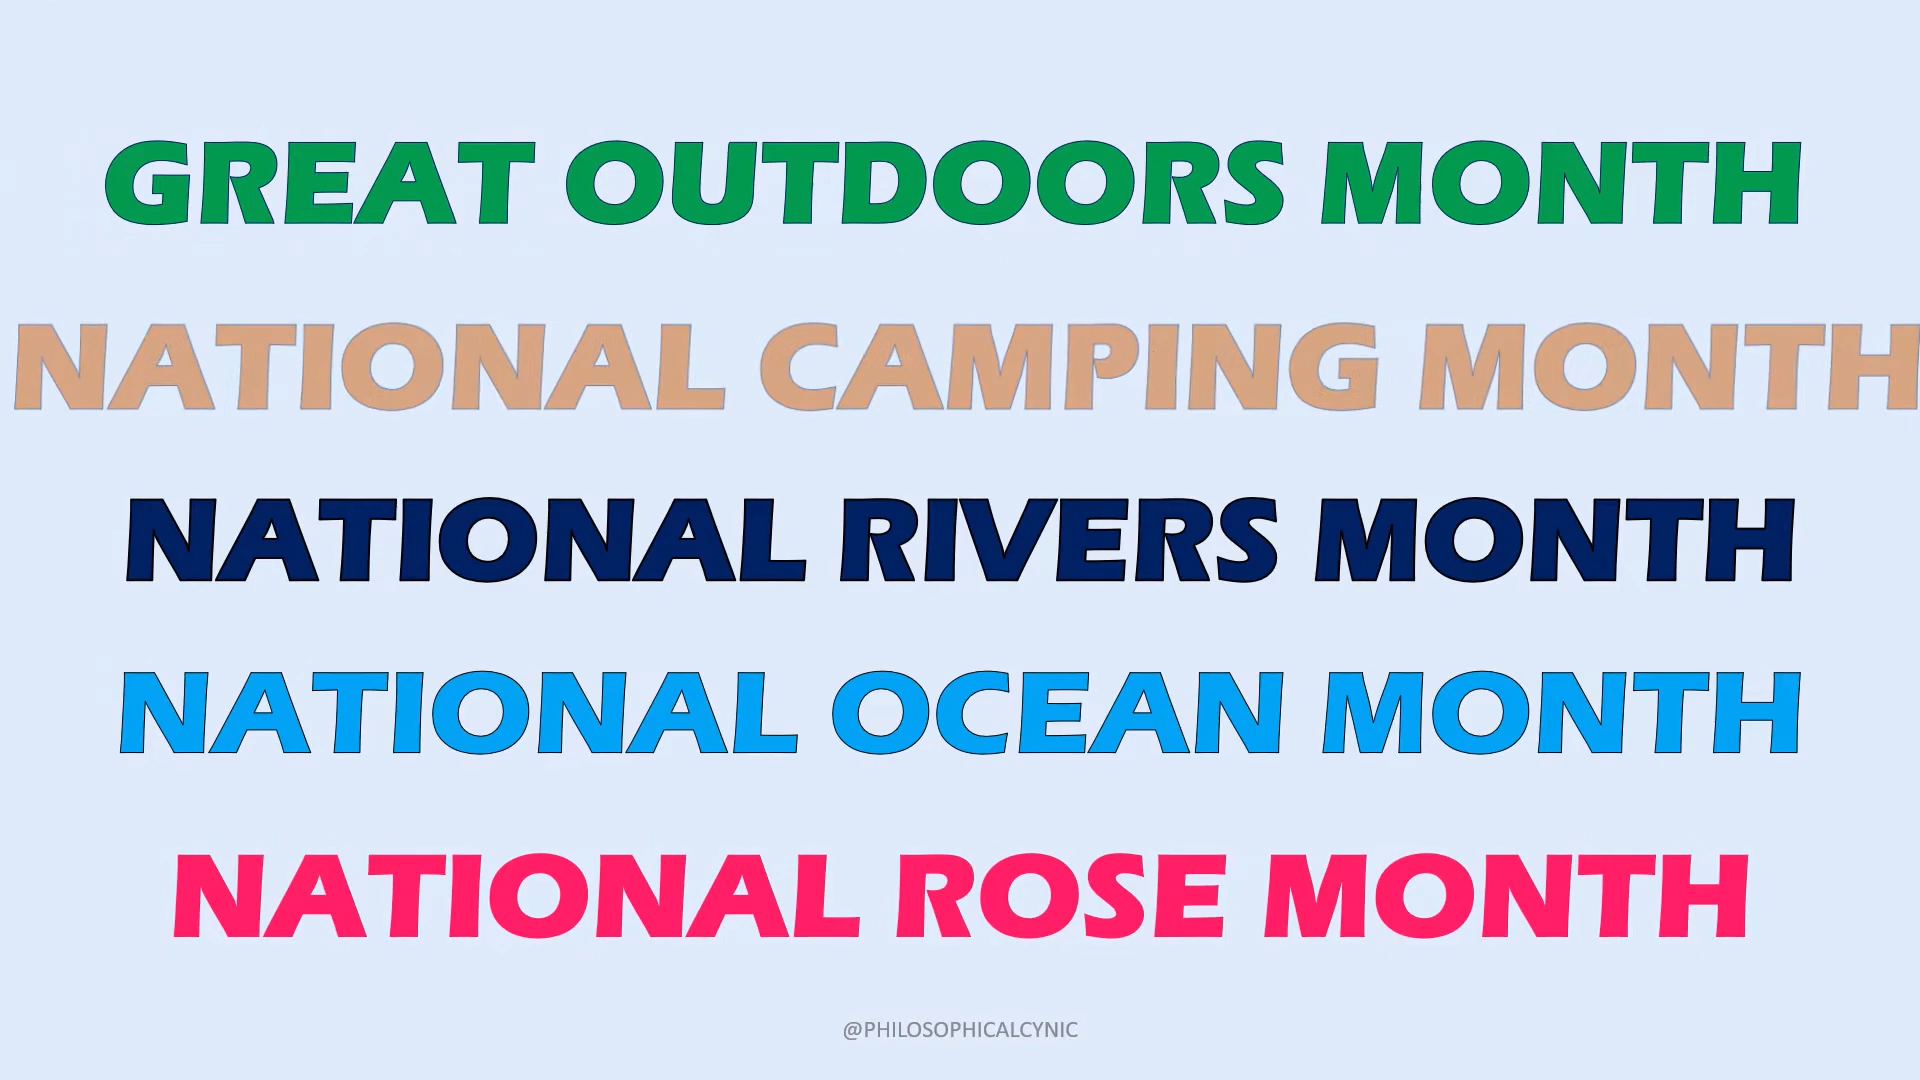 GREAT OUTDOORS MONTH
NATIONAL CAMPING MONTH
NATIONAL RIVERS MONTH
NATIONAL OCEAN MONTH
NATIONAL ROSE MONTH
@PHILOSOPHICALCYNIC